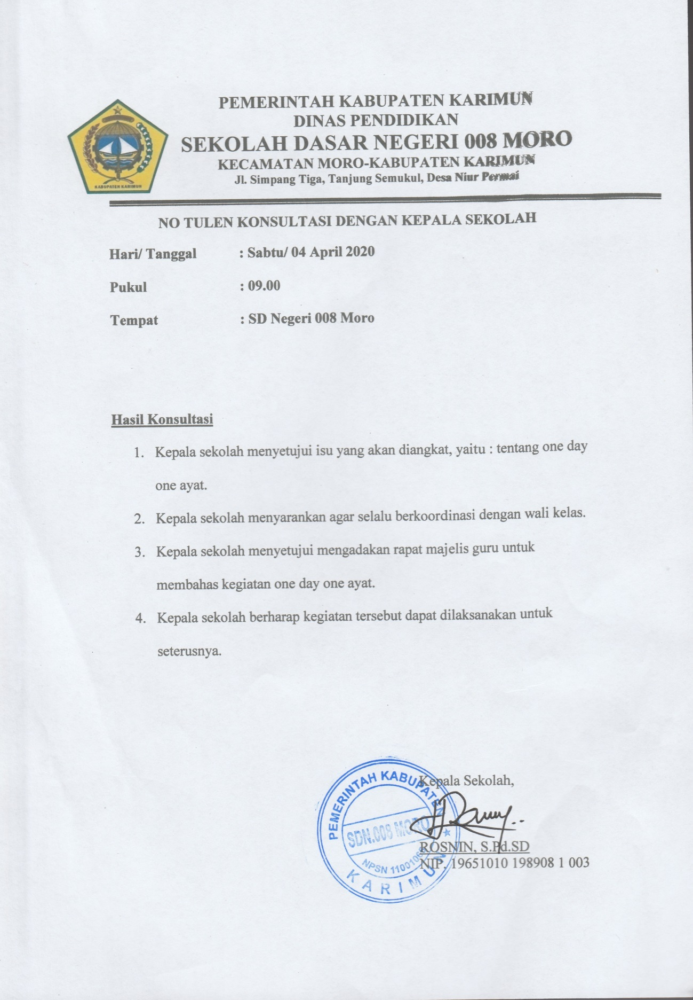 PEMERINTAH KABUPATEN KARIMUN
DINAS PENDIDIKAN
SEKOLAH DASAR NEGERI 008 MORO
KECAMATAN MORO-KABUPATEN KARIMUN
Jl. Simpang Tiga, Tanjung Semukul, Desa Niur Permai
KABUPATEN KARIMUN
NO TULEN KONSULTASI DENGAN KEPALA SEKOLAH
Hari/ Tanggal : Sabtu/ 04 April 2020
Pukul : 09.00
Tempat : SD Negeri 008 Moro
Hasil Konsultasi
1. Kepala sekolah menyetujui isu yang akan diangkat, yaitu : tentang one day
one ayat.
2. Kepala sekolah menyarankan agar selalu berkoordinasi dengan wali kelas.
3. Kepala sekolah menyetujui mengadakan rapat majelis guru untuk
membahas kegiatan one day one ayat.
4. Kepala sekolah berharap kegiatan tersebut dapat dilaksanakan untuk
seterusnya.
Kepala Sekolah,
PEMERINTAH KABUPATEN
SDN.008 MORO
NPSN
KARIMUN
ROSNIN, S.Pd.SD
NIP. 19651010 198908 1 003